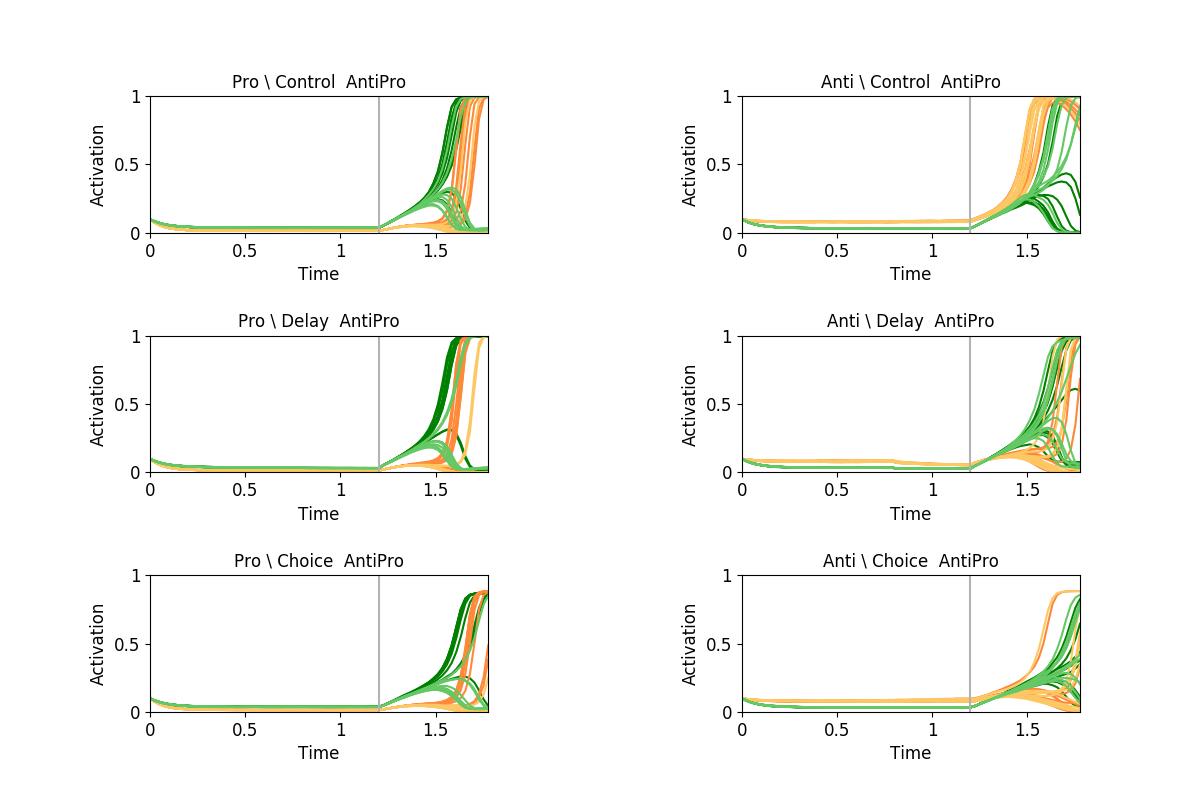 Pro \ Control  AntiPro
Anti \ Control  AntiPro
1
0.5
0
Activation
0
0.5
1
1.5
Time
1
0.5
0
Activation
0
0.5
1
1.5
Time
Pro \ Delay  AntiPro
Anti \ Delay  AntiPro
1
0.5
0
Activation
0
0.5
1
1.5
Time
1
0.5
0
Activation
0
0.5
1
1.5
Time
Pro \ Choice  AntiPro
Anti \ Choice  AntiPro
1
0.5
0
Activation
0
0.5
1
1.5
Time
1
0.5
0
Activation
0
0.5
1
1.5
Time